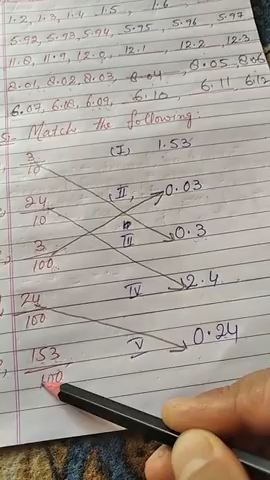 1.2, 1.3, 1.4, 1.5, 1.6
5.92, 5.93, 5.94, 5.95, 5.96, 5.97
11.8, 11.9, 12.0, 12.1, 12.2, 12.3
8.01, 8.02, 8.03, 8.04, 8.05, 8.06
6.07, 6.08, 6.09, 6.10, 6.11, 6.12
Match the following:
3/10 (I) 1.53
24/10 II, 0.03
3/100 III 0.3
24/100 IV 2.4
153/100 V 0.24